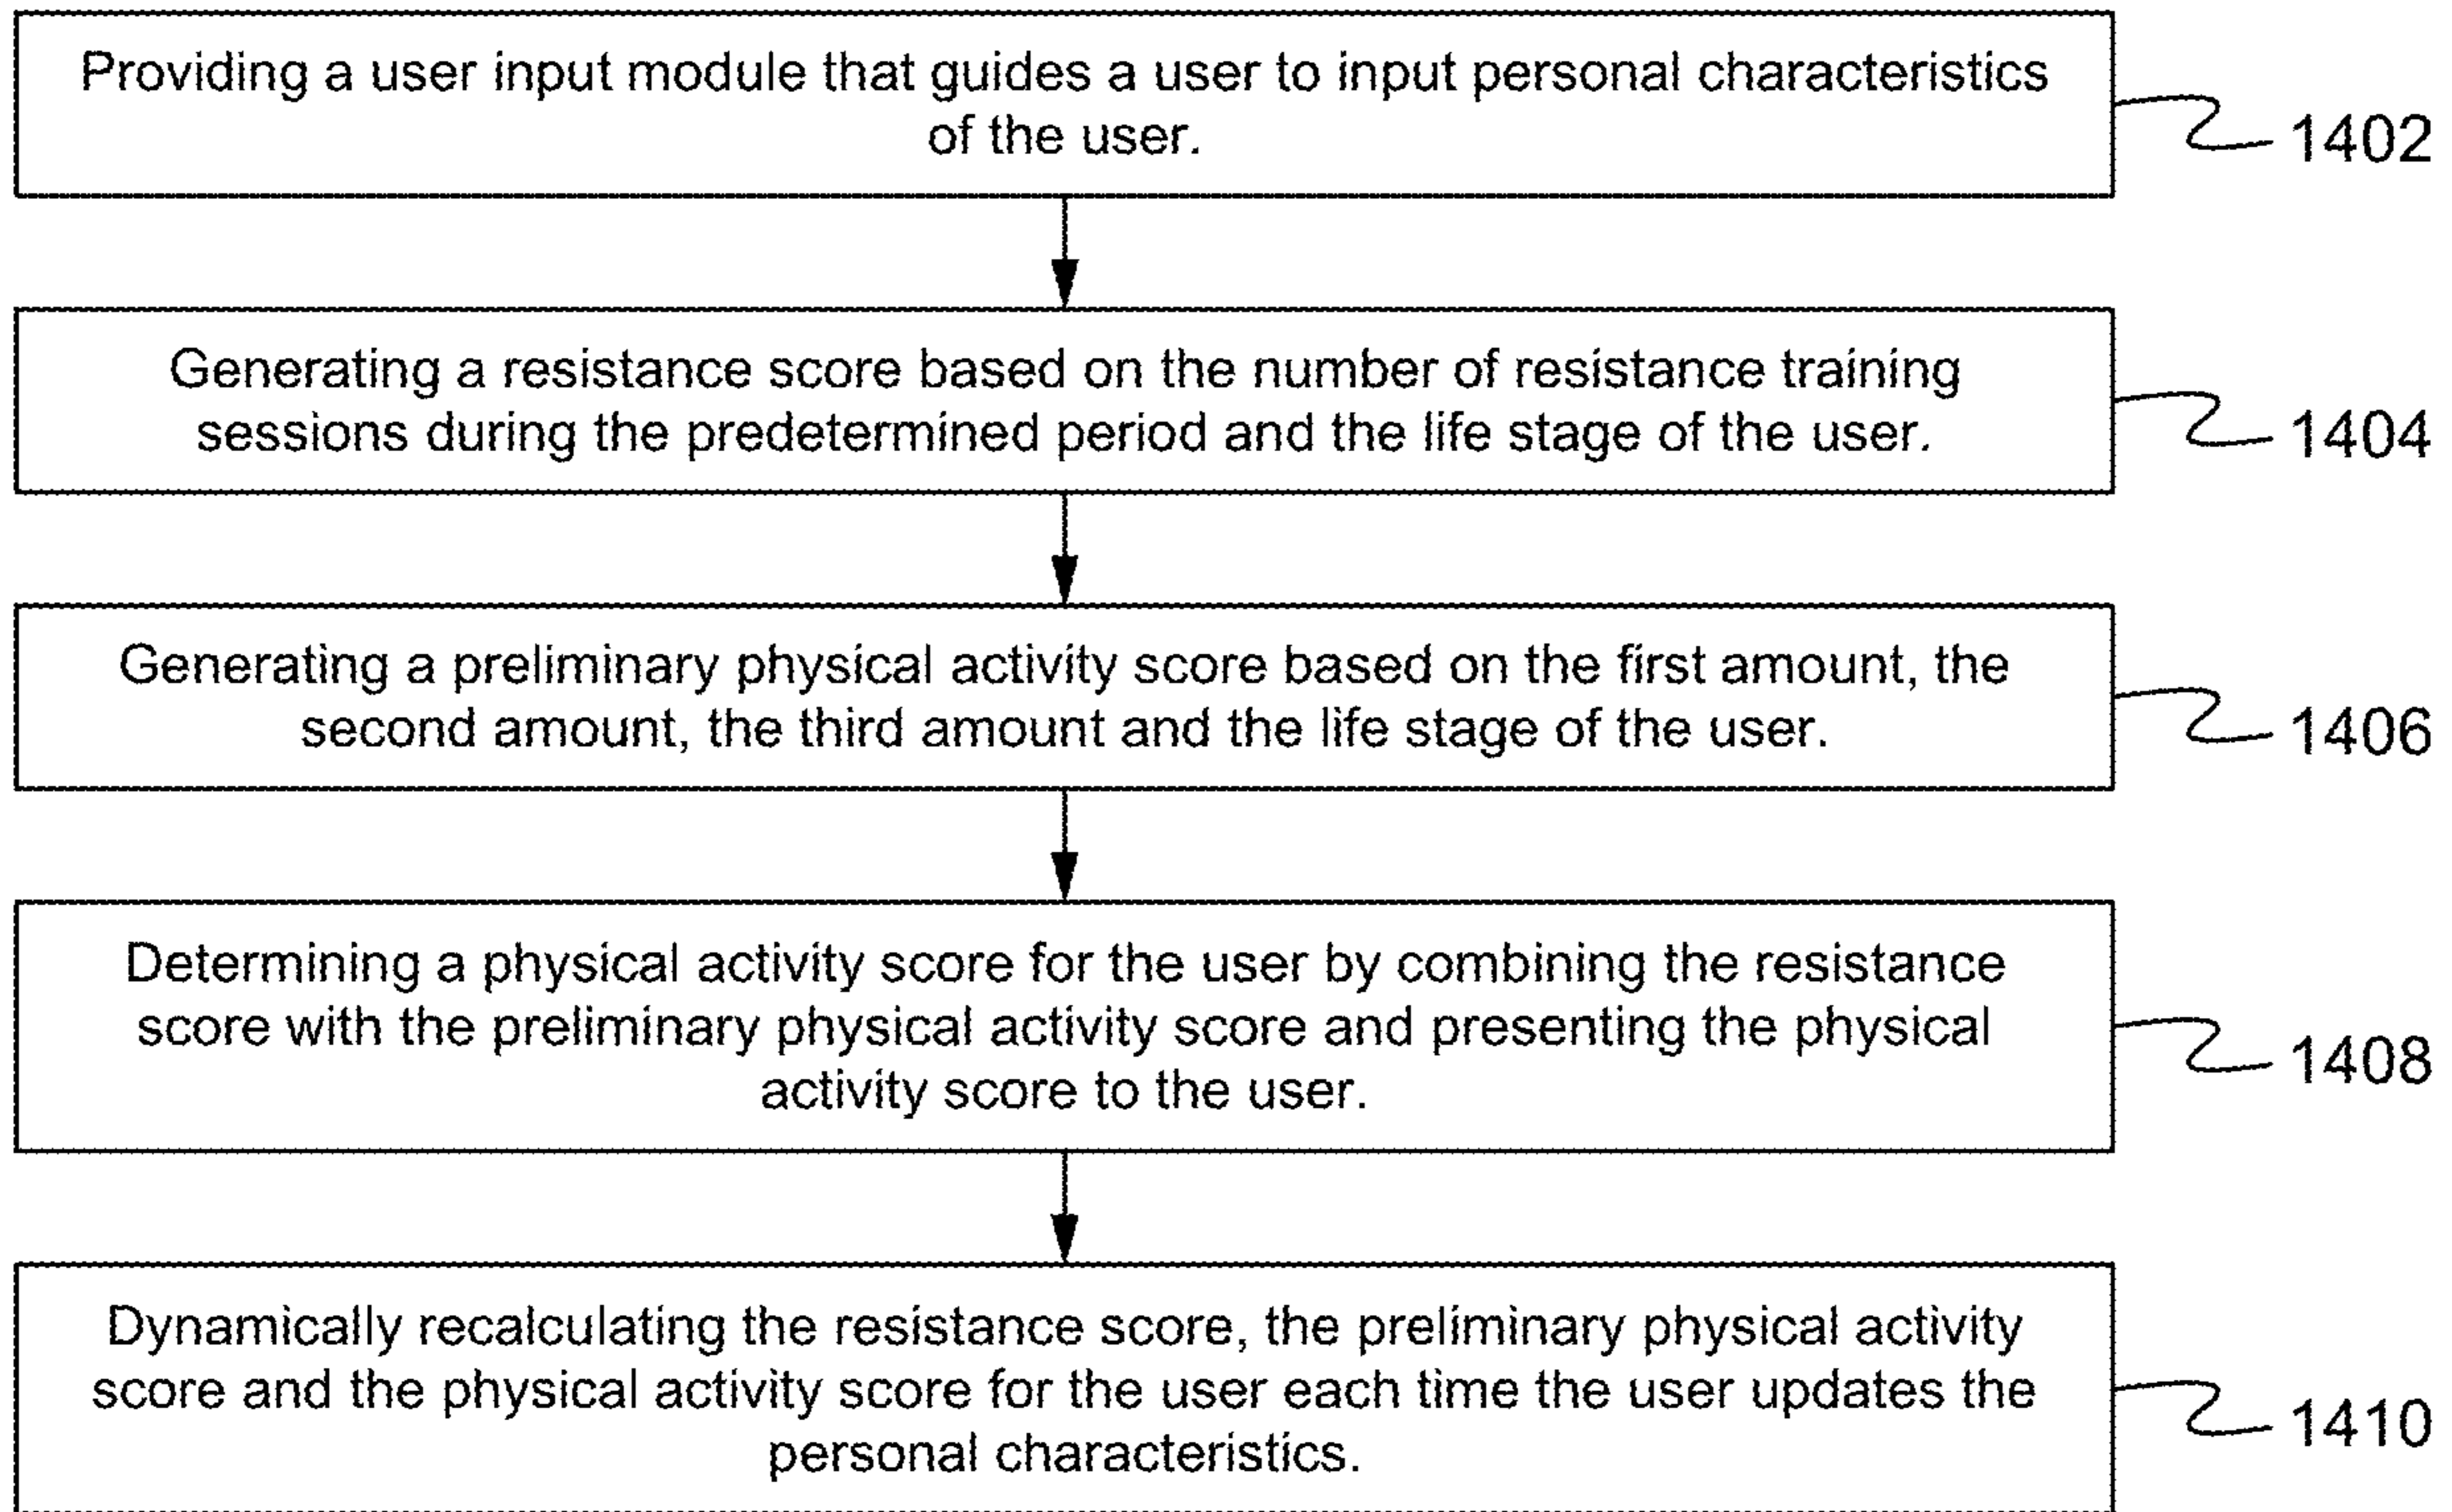 Providing a user input module that guides a user to input personal characteristics
of the user.
1402
Generating a resistance score based on the number of resistance training
sessions during the predetermined period and the life stage of the user.
1404
Generating a preliminary physical activity score based on the first amount, the
second amount, the third amount and the life stage of the user.
1406
Determining a physical activity score for the user by combining the resistance
score with the preliminary physical activity score and presenting the physical
activity score to the user.
1408
Dynamically recalculating the resistance score, the preliminary physical activity
score and the physical activity score for the user each time the user updates the
personal characteristics.
1410